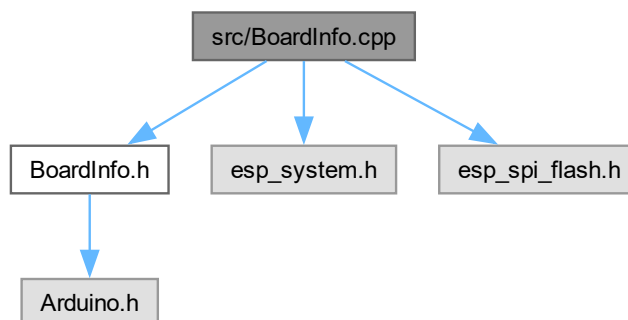 src/BoardInfo.cpp
BoardInfo.h
esp_system.h
esp_spi_flash.h
Arduino.h